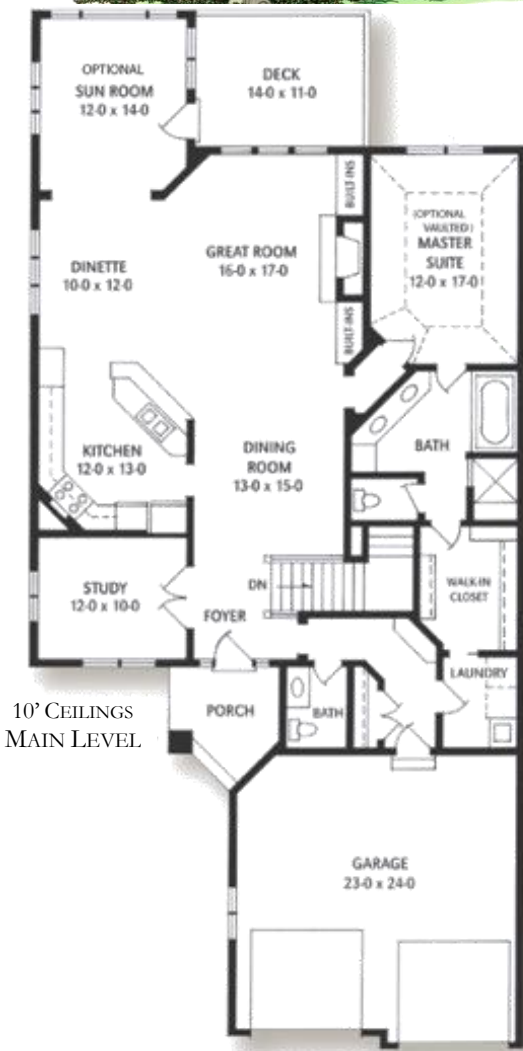 OPTIONAL
SUN ROOM
12-0 x 14-0
DECK
14-0 x 11-0
BUILT INS
(OPTIONAL
VAULTED)
MASTER
SUITE
12-0 x 17-0
GREAT ROOM
16-0 x 17-0
DINETTE
10-0 x 12-0
BUILT-INS
BATH
KITCHEN
12-0 x 13-0
DINING
ROOM
13-0 x 15-0
STUDY
12-0 x 10-0
DN
WALK-IN
CLOSET
FOYER
LAUNDRY
PORCH
BATH
10' CEILINGS
MAIN LEVEL
GARAGE
23-0 x 24-0